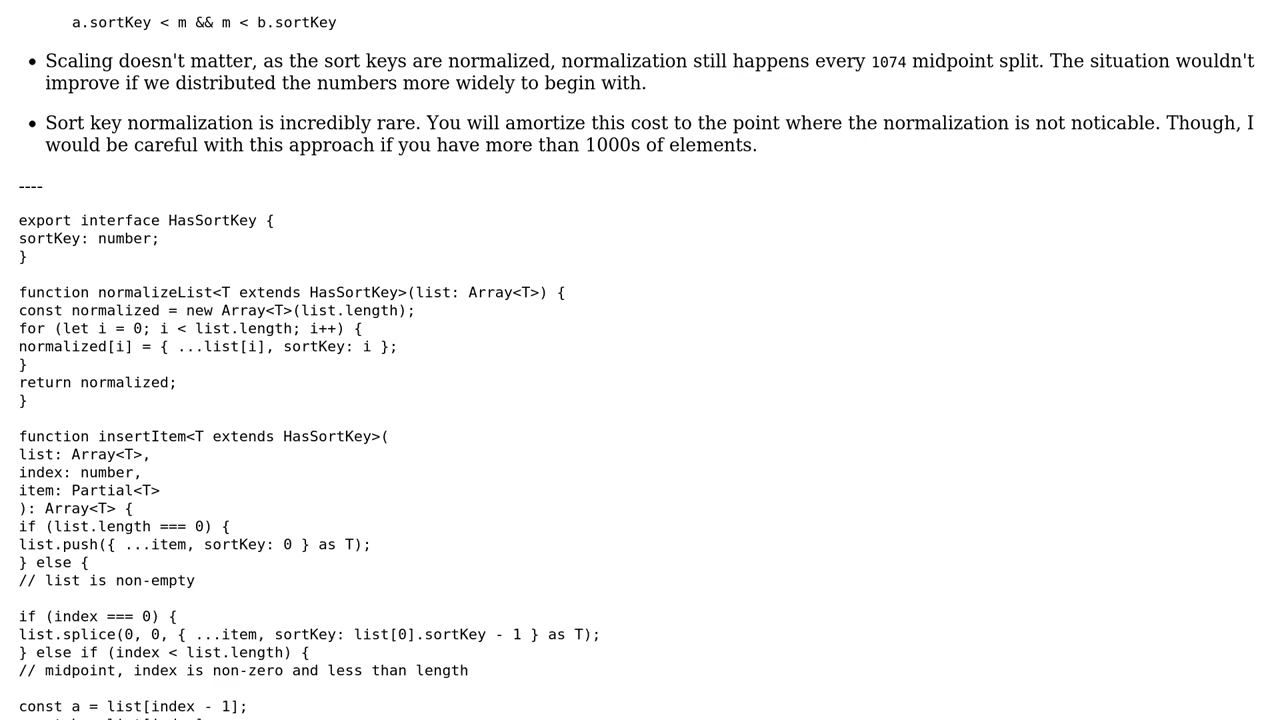 a.sortKey < m && m < b.sortKey
• Scaling doesn't matter, as the sort keys are normalized, normalization still happens every 1074 midpoint split. The situation wouldn't
improve if we distributed the numbers more widely to begin with.
• Sort key normalization is incredibly rare. You will amortize this cost to the point where the normalization is not noticable. Though, I
would be careful with this approach if you have more than 1000s of elements.
----
export interface HasSortKey {
sortKey: number;
}
function normalizeList<T extends HasSortKey>(list: Array<T>) {
const normalized = new Array<T>(list.length);
for (let i = 0; i < list.length; i++) {
normalized[i] = { ...list[i], sortKey: i };
}
return normalized;
}
function insertItem<T extends HasSortKey>(
list: Array<T>,
index: number,
item: Partial<T>
): Array<T> {
if (list.length === 0) {
list.push({ ...item, sortKey: 0 } as T);
} else {
// list is non-empty
if (index === 0) {
list.splice(0, 0, { ...item, sortKey: list[0].sortKey - 1 } as T);
} else if (index < list.length) {
// midpoint, index is non-zero and less than length
const a = list[index - 1];